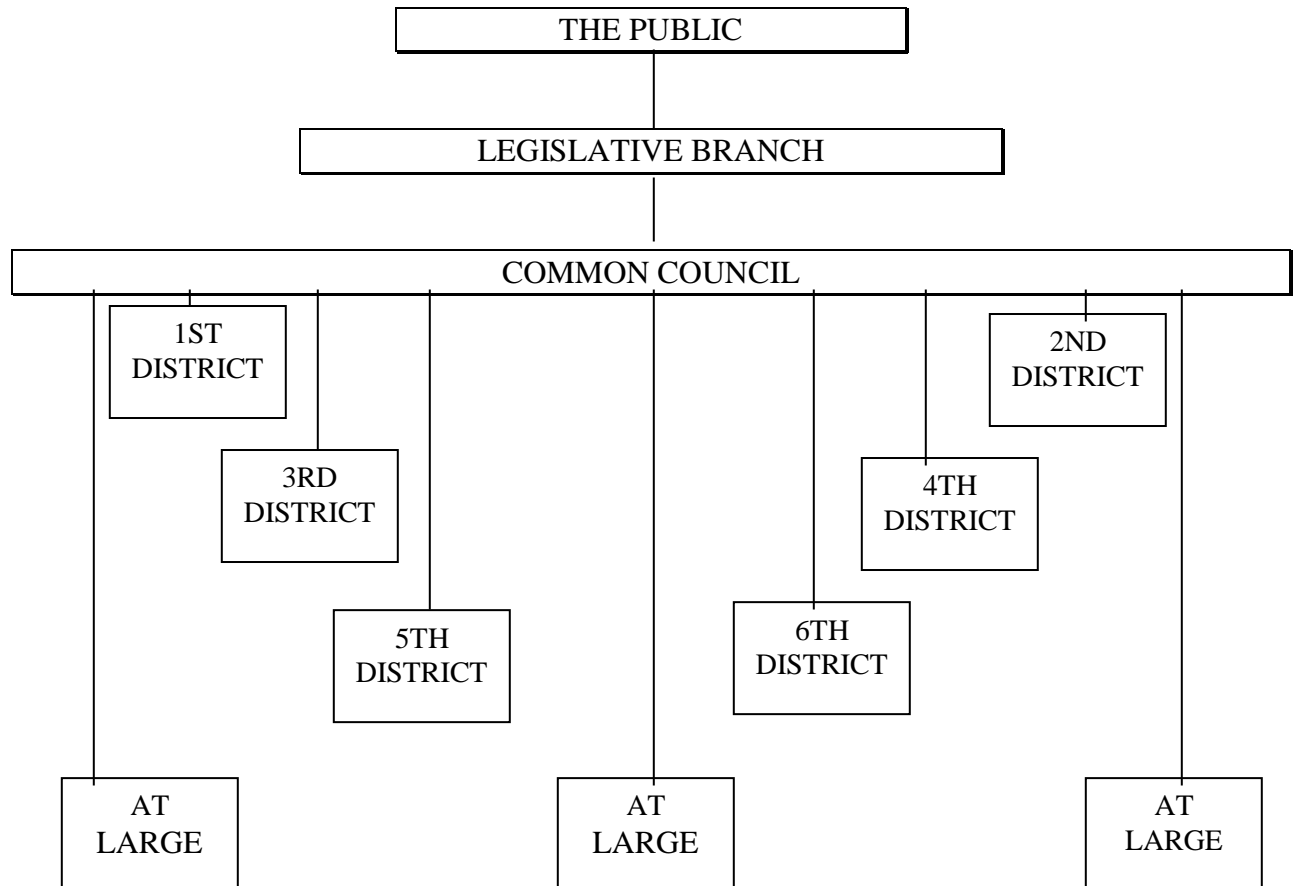 THE PUBLIC
LEGISLATIVE BRANCH
COMMON COUNCIL
1ST
DISTRICT
2ND
DISTRICT
3RD
DISTRICT
4TH
DISTRICT
5TH
DISTRICT
6TH
DISTRICT
AT
LARGE
AT
LARGE
AT
LARGE